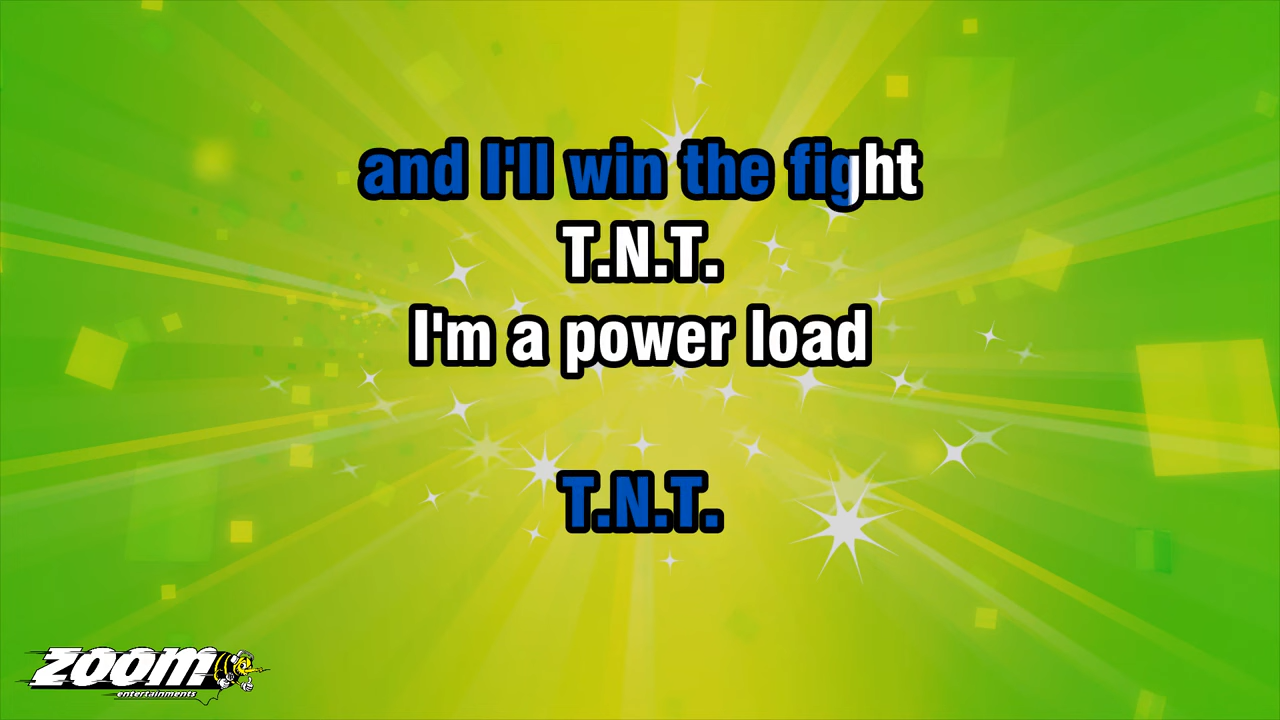 and I'll win the fight
T.N.T.
I'm a power load
T.N.T.
ZOOM
entertainments